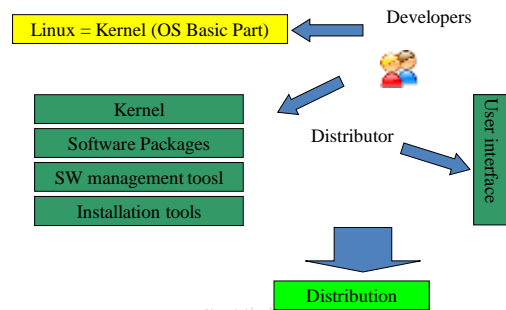 Developers
Linux = Kernel (OS Basic Part)
Kernel
Software Packages
SW management toosl
Installation tools
Distributor
User interface
Distribution